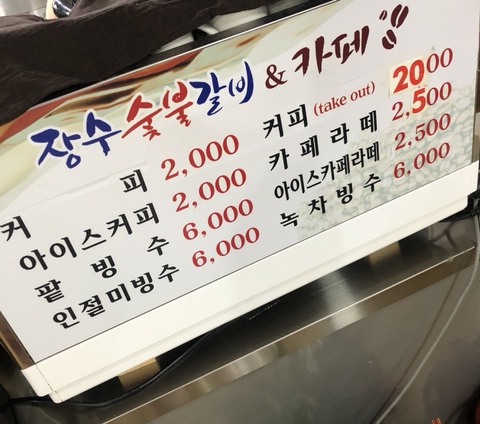 장수숯불갈비 & 카페
커 피 2,000
아이스커피 2,000
팥 빙 수 6,000
인절미빙수 6,000
커피 (take out) 2000
카페라떼 2,500
아이스카페라떼 2,500
녹차빙수 6,000